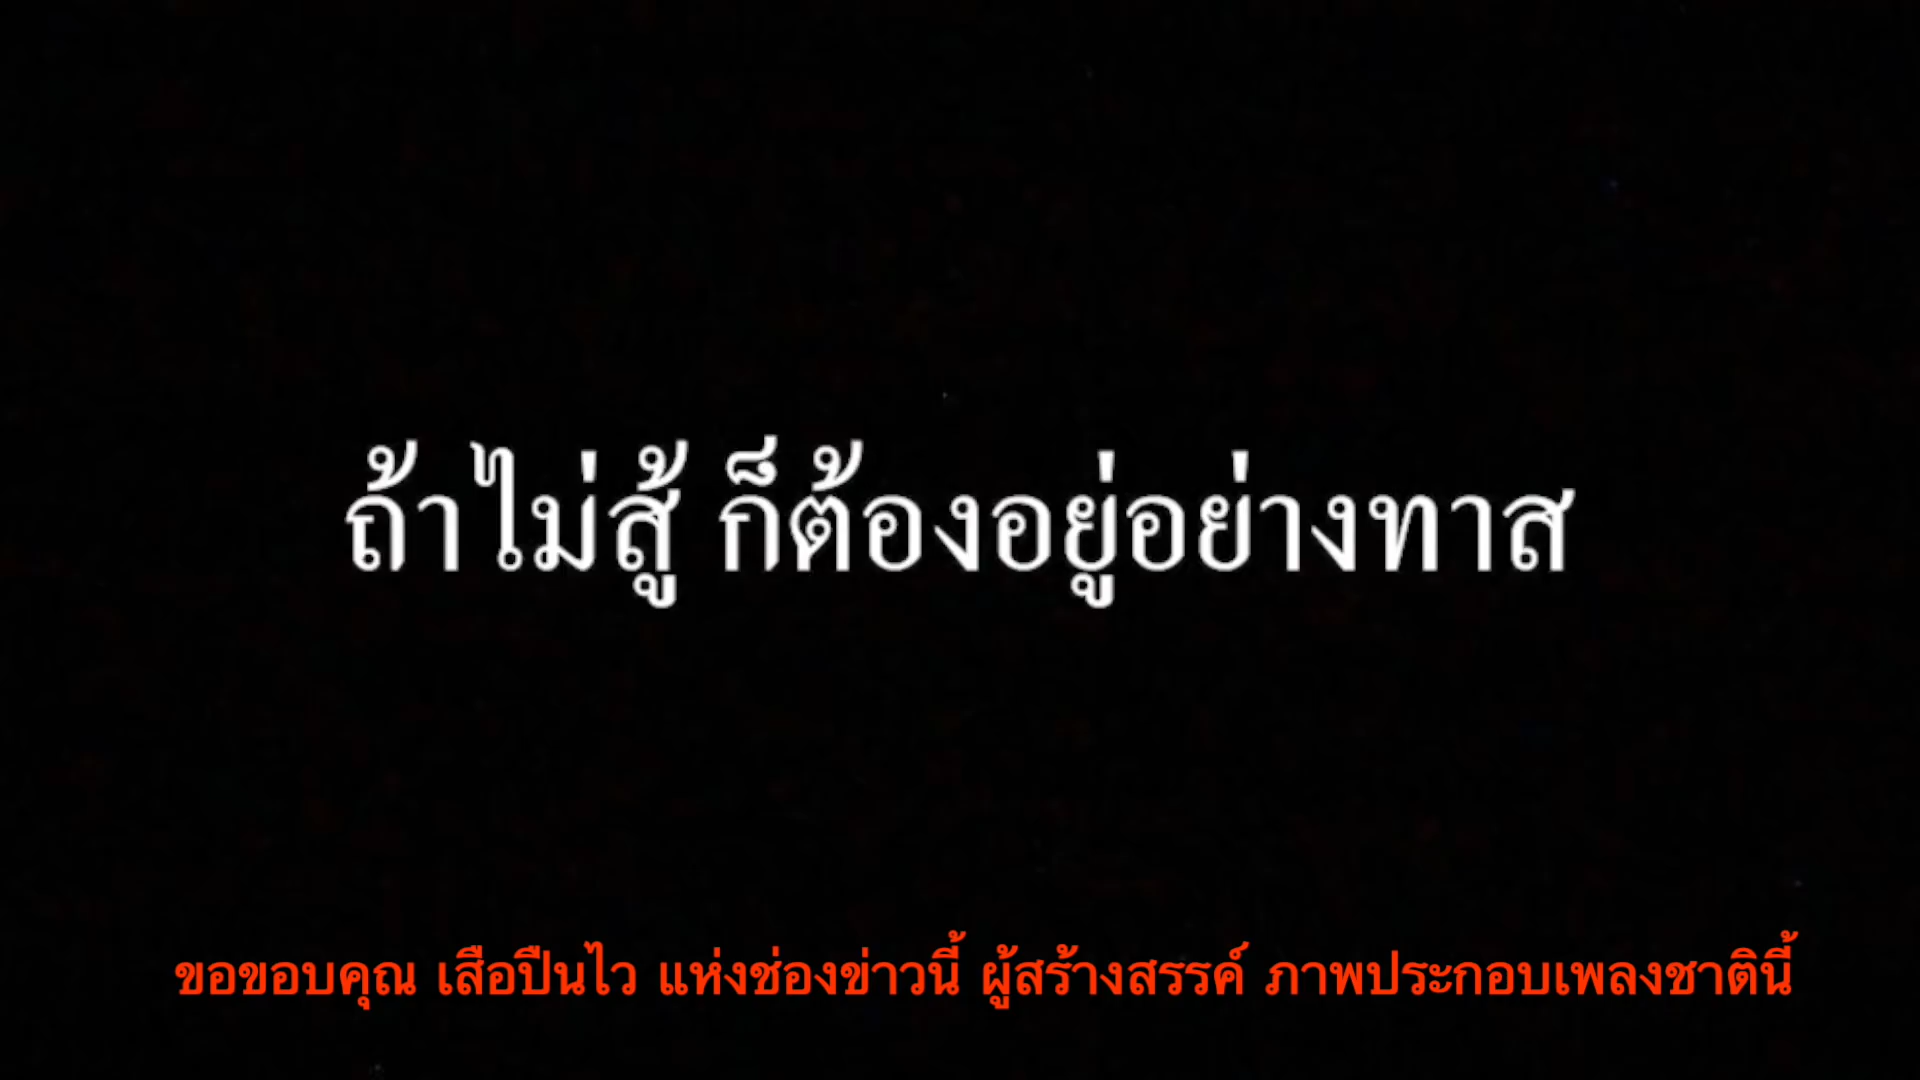 ถ้าไม่สู้ ก็ต้องอยู่อย่างทาส
ขอขอบคุณ เสือปืนไว แห่งช่องข่าวนี้ ผู้สร้างสรรค์ ภาพประกอบเพลงชาตินี้